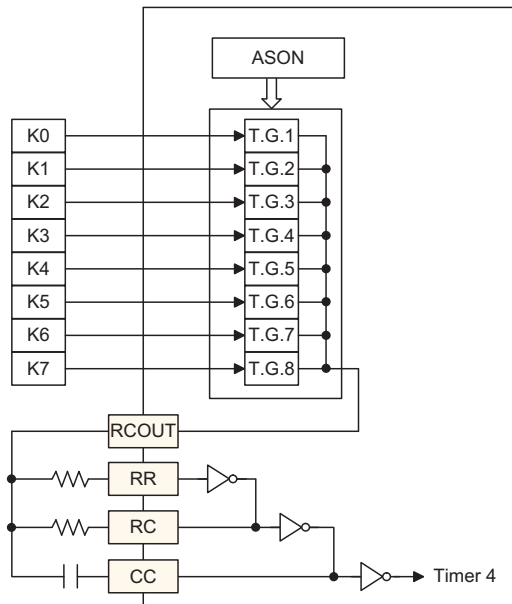 ASON
K0 T.G.1
K1 T.G.2
K2 T.G.3
K3 T.G.4
K4 T.G.5
K5 T.G.6
K6 T.G.7
K7 T.G.8
RCOUT
RR
RC
CC Timer 4